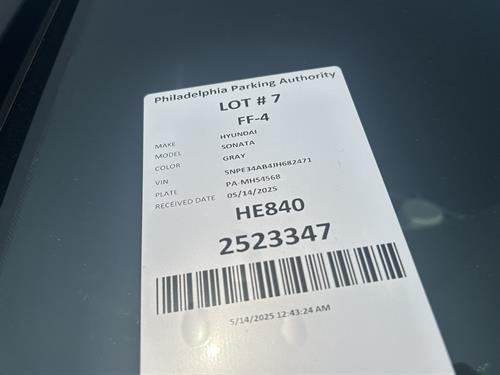 Philadelphia Parking Authority
LOT # 7
FF-4
MAKE HYUNDAI
MODEL SONATA
COLOR GRAY
VIN 5NPE34AB4JH682471
PLATE PA-MHS4568
RECEIVED DATE 05/14/2025
HE840
2523347
5/14/2025 12:43:24 AM